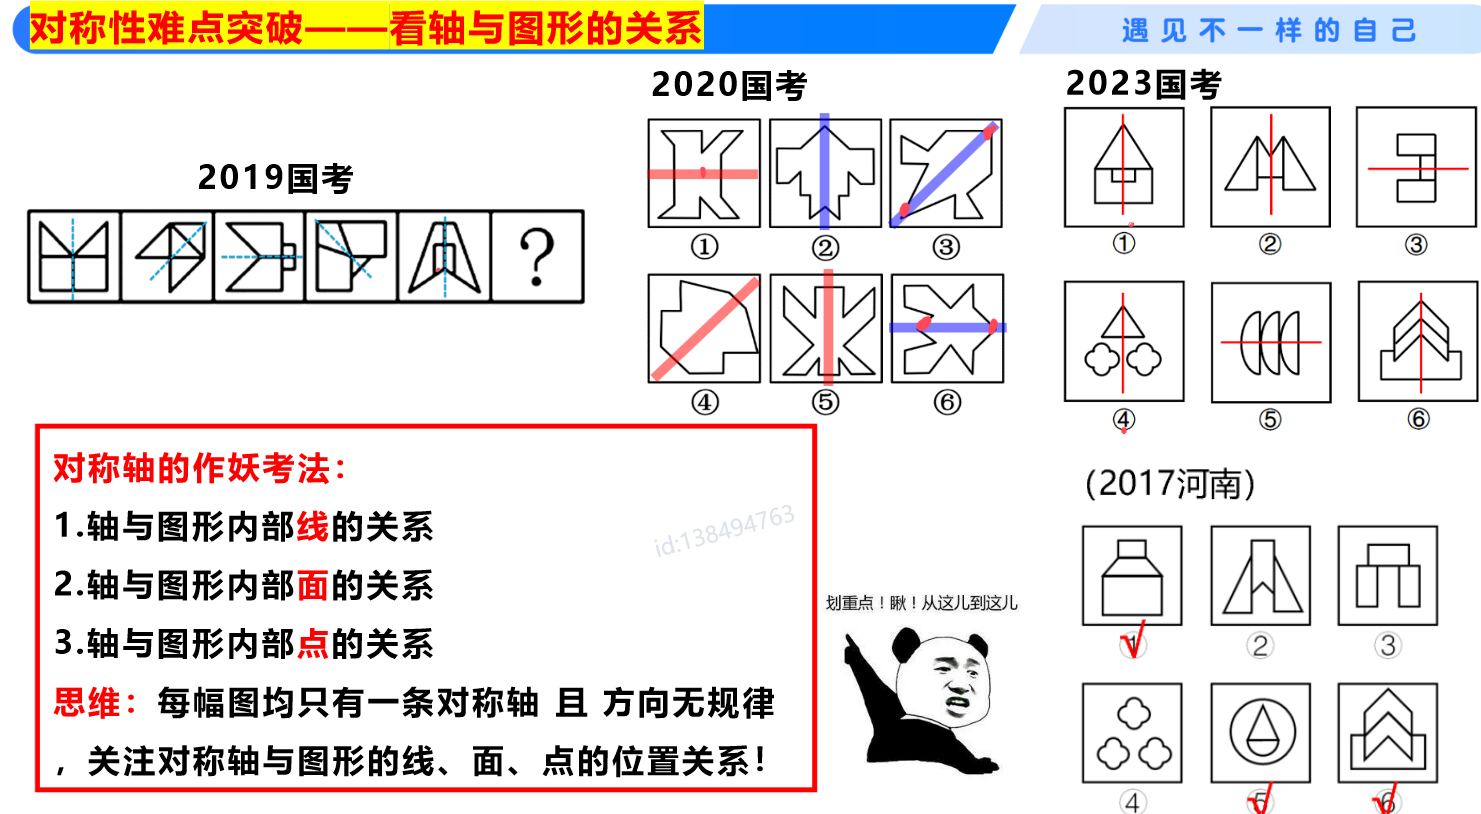 对称性难点突破——看轴与图形的关系
遇见不一样的自己
2019国考
?
2020国考
①
②
③
④
⑤
⑥
2023国考
①
②
③
④
⑤
⑥
对称轴的作妖考法：
1.轴与图形内部线的关系
2.轴与图形内部面的关系
3.轴与图形内部点的关系
思维：每幅图均只有一条对称轴 且 方向无规律
，关注对称轴与图形的线、面、点的位置关系！
id:138494763
划重点！瞅！从这儿到这儿
（2017河南）
①
②
③
④
⑤
⑥